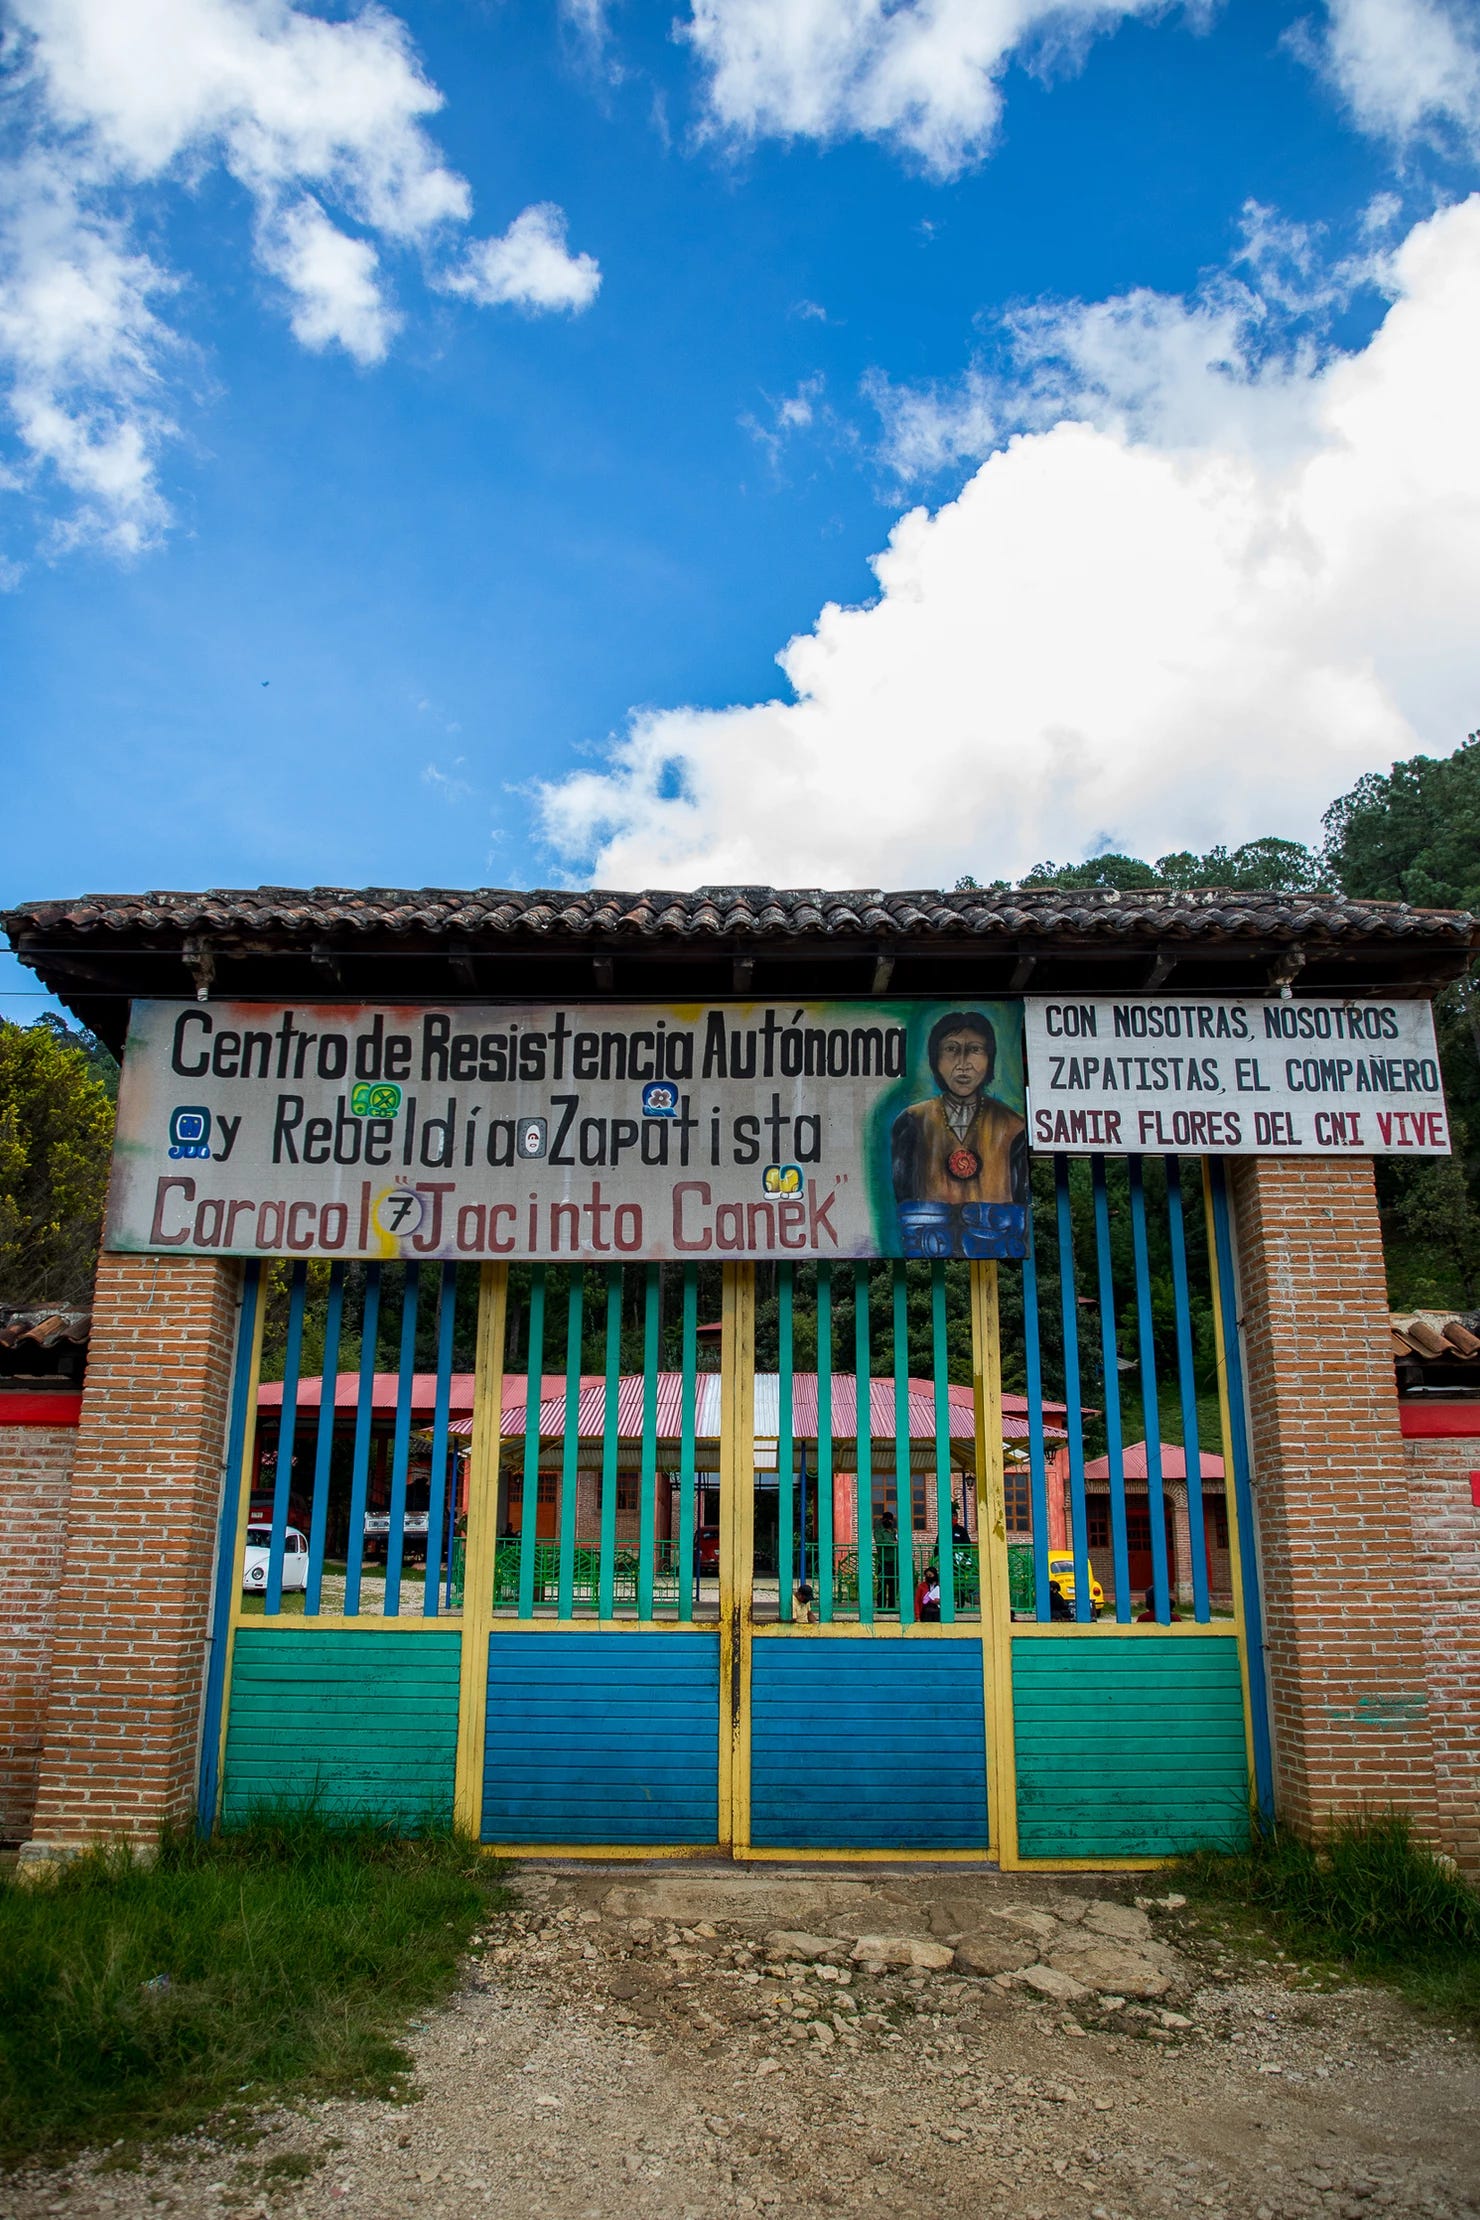 Centro de Resistencia Autónoma
y Rebeldía Zapatista
Caracol 7 "Jacinto Canek"
CON NOSOTRAS, NOSOTROS
ZAPATISTAS, EL COMPAÑERO
SAMIR FLORES DEL CNI VIVE